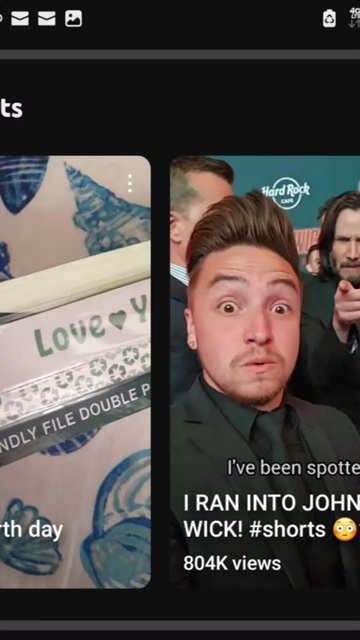 4G
ts
Love♥Y
NDLY FILE DOUBLE P
rth day
Hard Rock
CAFE
I've been spotte
I RAN INTO JOHN
WICK! #shorts 😳
804K views